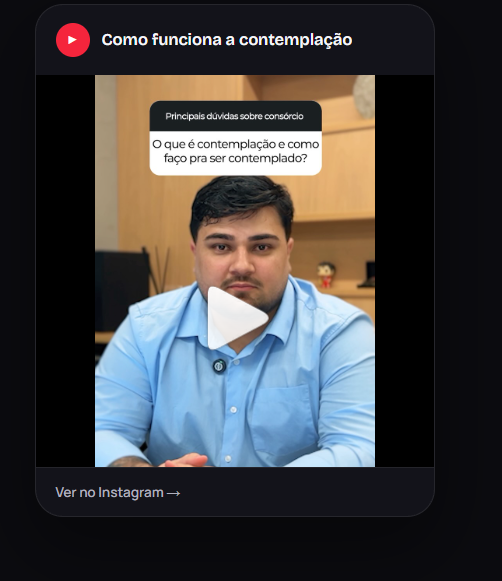 Como funciona a contemplação
Principais dúvidas sobre consórcio
O que é contemplação e como
faço pra ser contemplado?
Ver no Instagram →